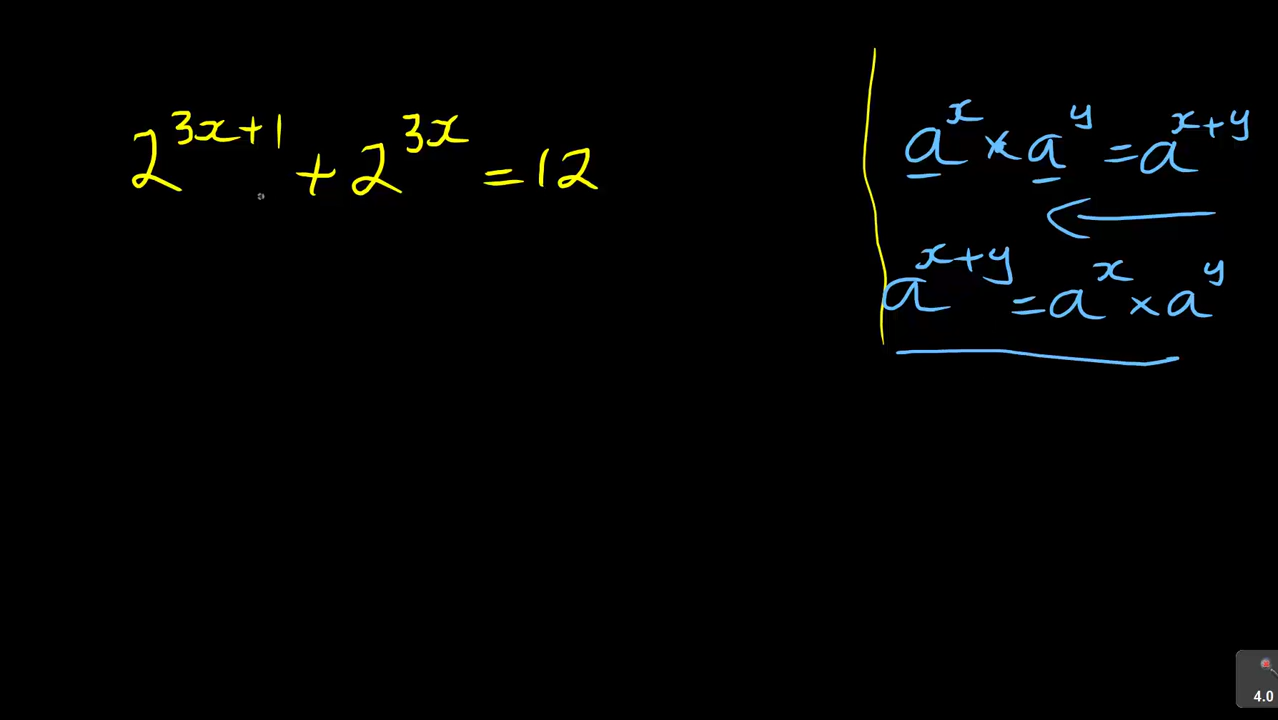 2^{3x+1} + 2^{3x} = 12
a^x × a^y = a^{x+y}
a^{x+y} = a^x × a^y
4.0